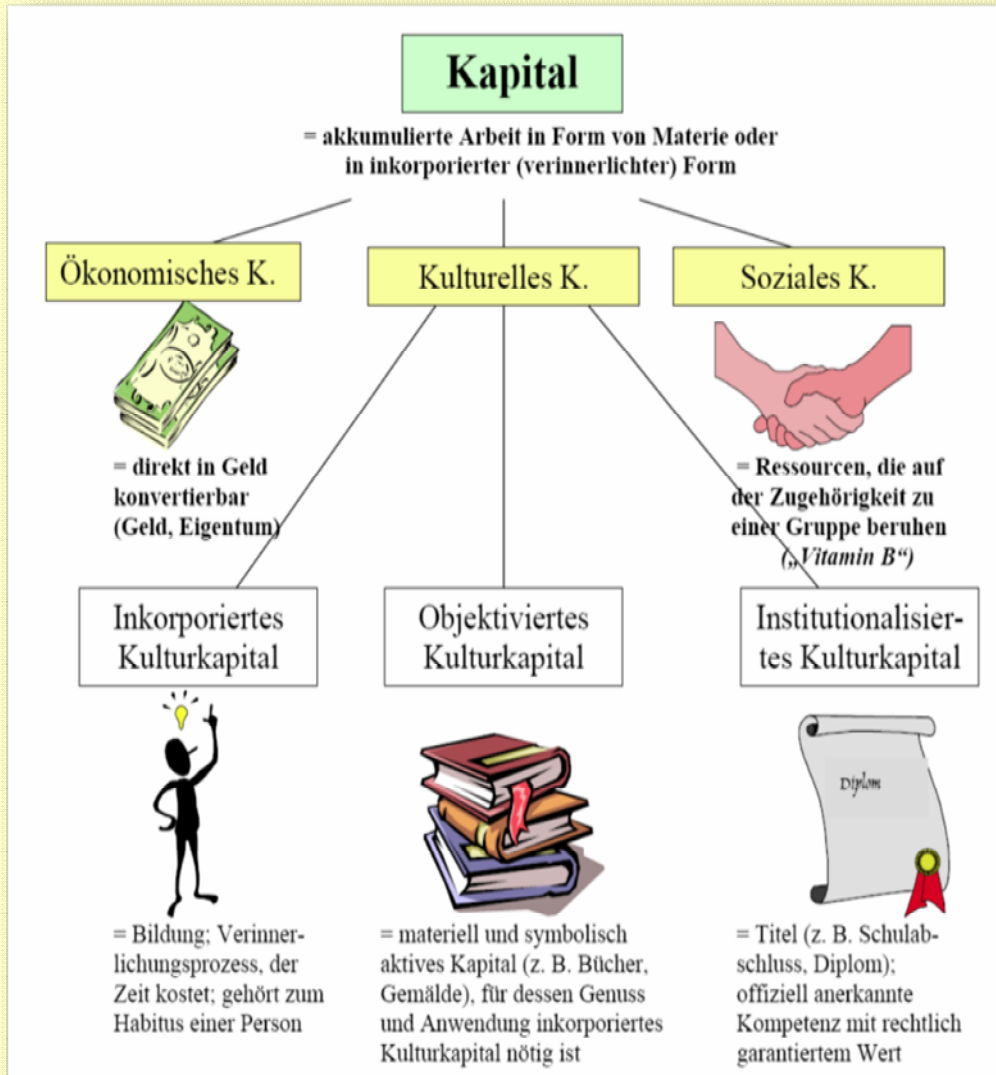 Kapital
= akkumulierte Arbeit in Form von Materie oder
in inkorporierter (verinnerlichter) Form
Ökonomisches K.
Kulturelles K.
Soziales K.
= direkt in Geld
konvertierbar
(Geld, Eigentum)
= Ressourcen, die auf
der Zugehörigkeit zu
einer Gruppe beruhen
(„Vitamin B“)
Inkorporiertes
Kulturkapital
Objektiviertes
Kulturkapital
Institutionalisier-
tes Kulturkapital
Diplom
= Bildung; Verinner-
lichungsprozess, der
Zeit kostet; gehört zum
Habitus einer Person
= materiell und symbolisch
aktives Kapital (z. B. Bücher,
Gemälde), für dessen Genuss
und Anwendung inkorporiertes
Kulturkapital nötig ist
= Titel (z. B. Schulab-
schluss, Diplom);
offiziell anerkannte
Kompetenz mit rechtlich
garantiertem Wert